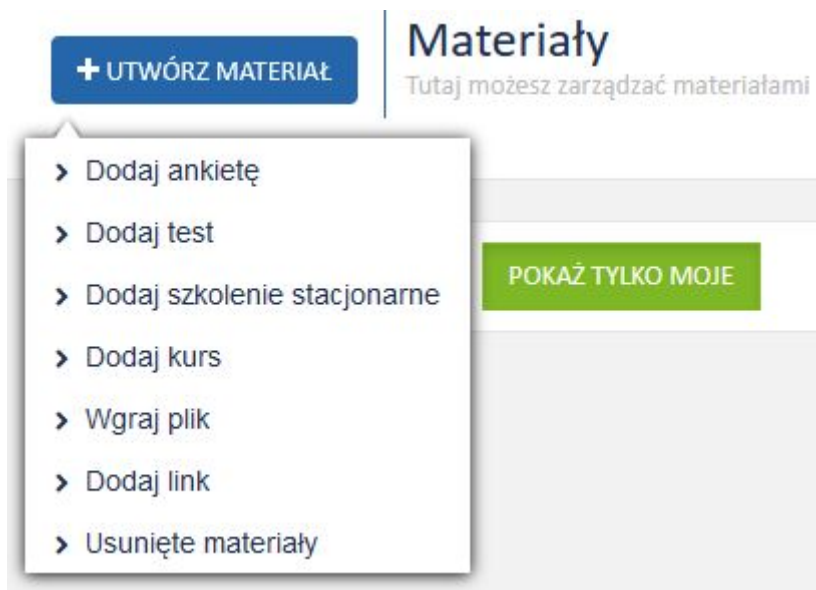 + UTWÓRZ MATERIAŁ
Materiały
Tutaj możesz zarządzać materiałami
Dodaj ankietę
Dodaj test
Dodaj szkolenie stacjonarne
Dodaj kurs
Wgraj plik
Dodaj link
Usunięte materiały
POKAŻ TYLKO MOJE